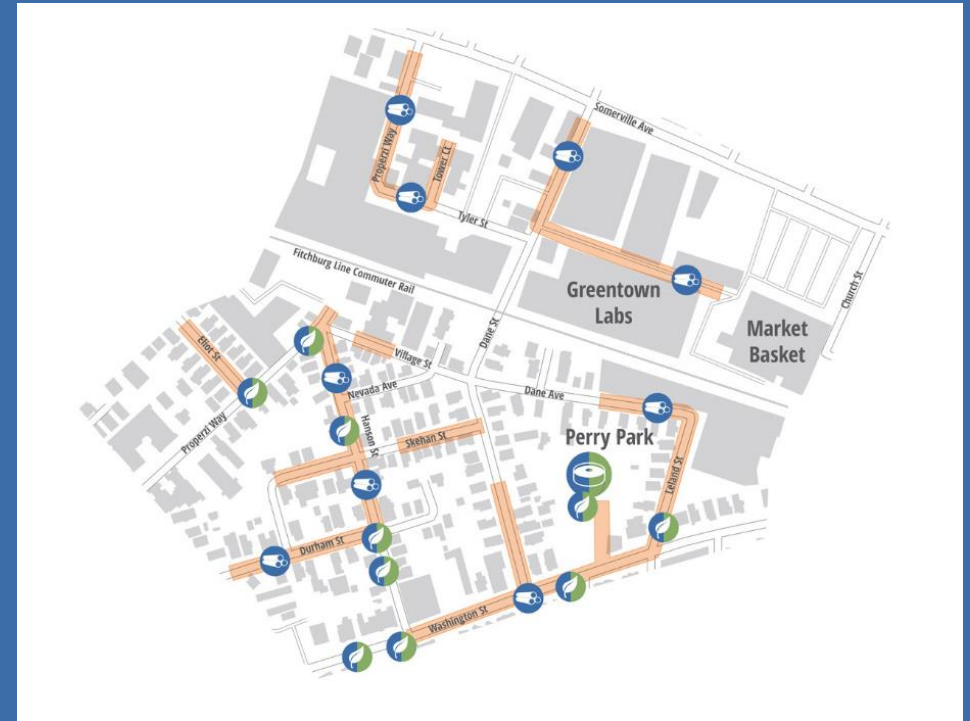 Somerville Ave
Properzi Way
Tower Ct
Tyler St
Church St
Fitchburg Line Commuter Rail
Greentown
Labs
Market
Basket
Dane St
Eliot St
Village St
Nevada Ave
Dane Ave
Properzi Way
Hanson St
Skehan St
Perry Park
Leland St
Durham St
Washington St